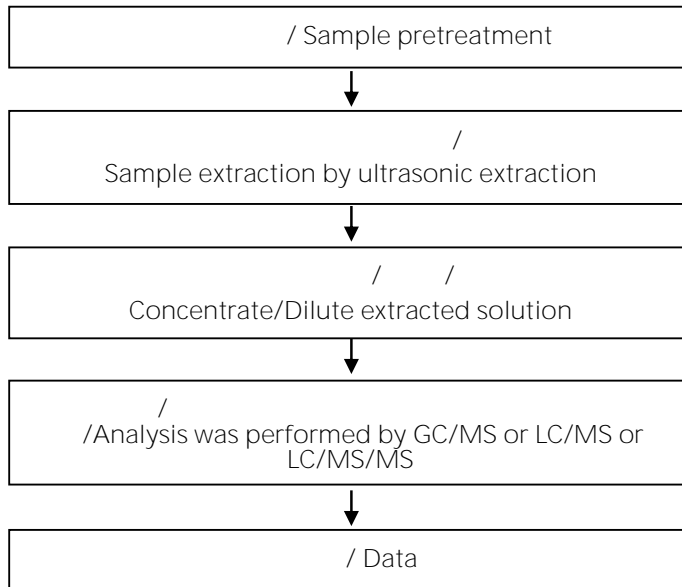 / Sample pretreatment
/
Sample extraction by ultrasonic extraction
/ /
Concentrate/Dilute extracted solution
/
/Analysis was performed by GC/MS or LC/MS or
LC/MS/MS
/ Data